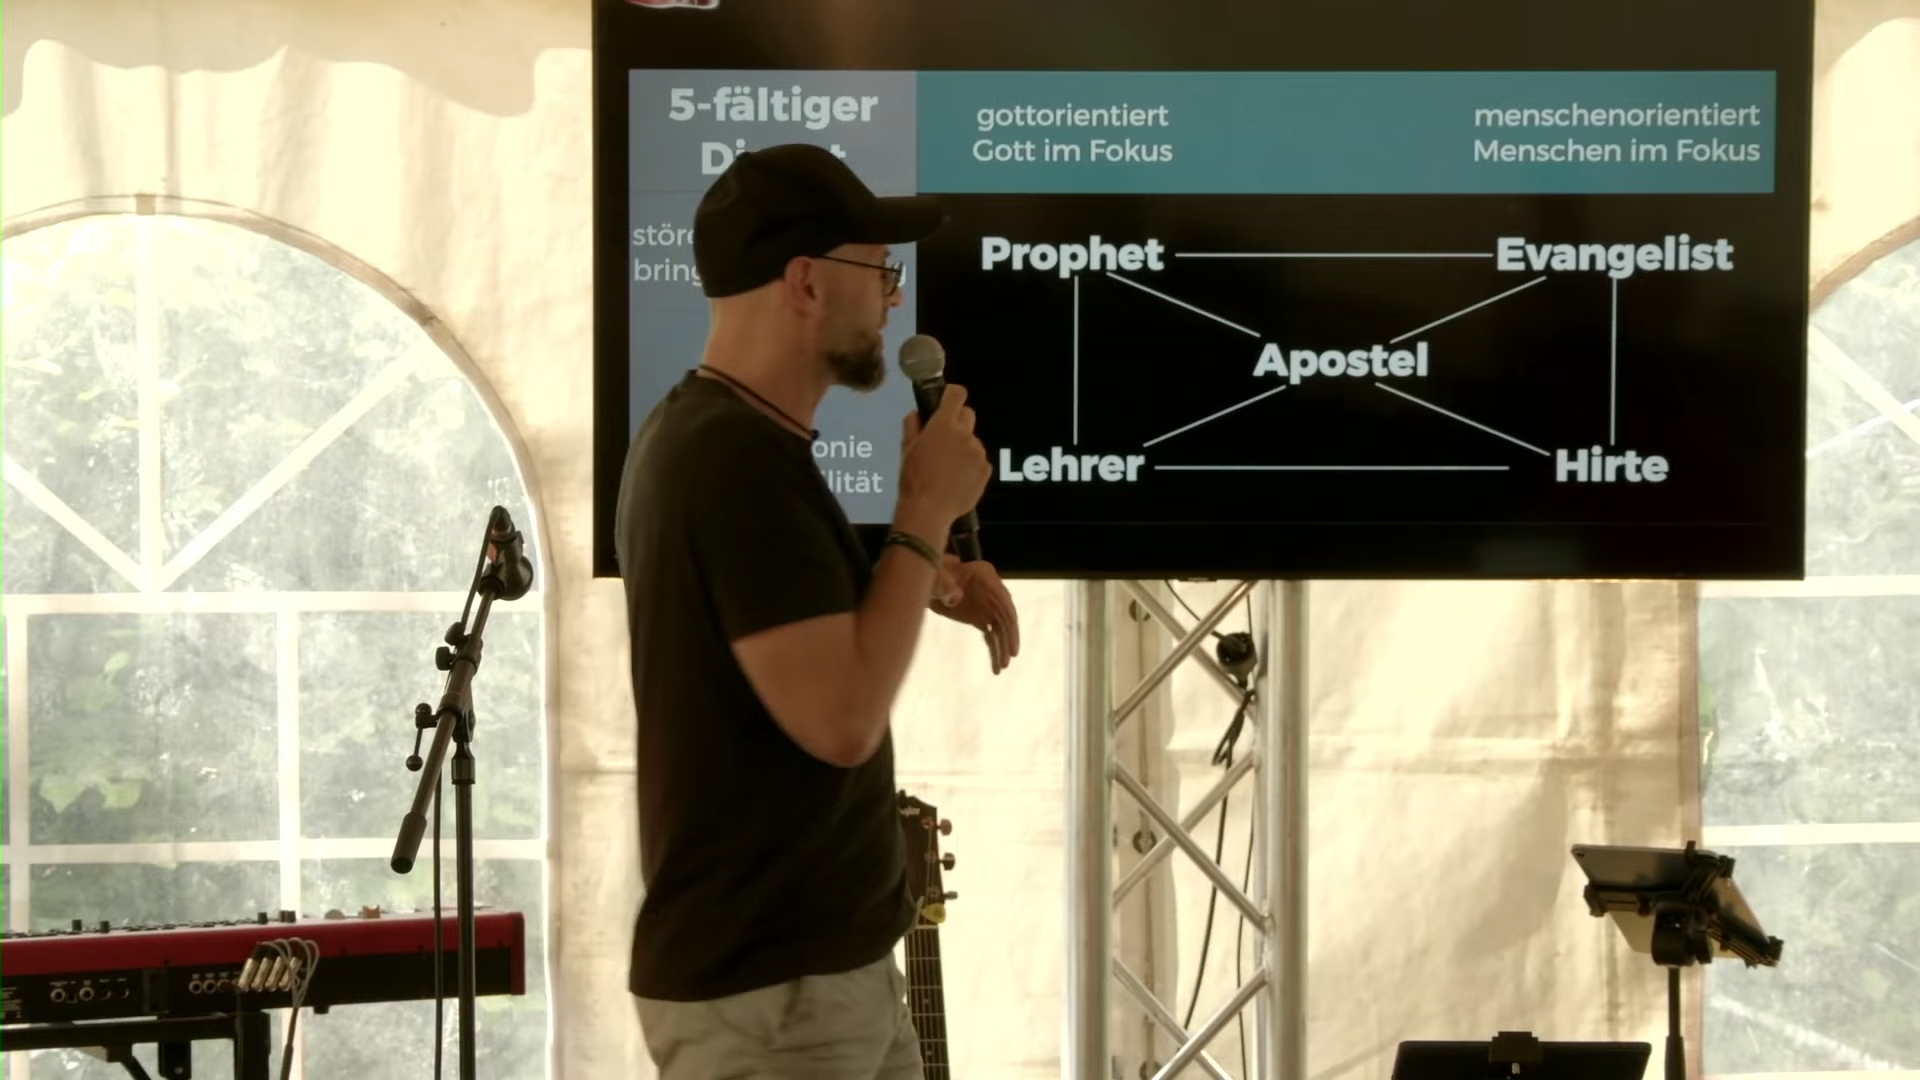 5-fältiger
gottorientiert
Gott im Fokus
menschenorientiert
Menschen im Fokus
Prophet
Evangelist
Apostel
Lehrer
Hirte